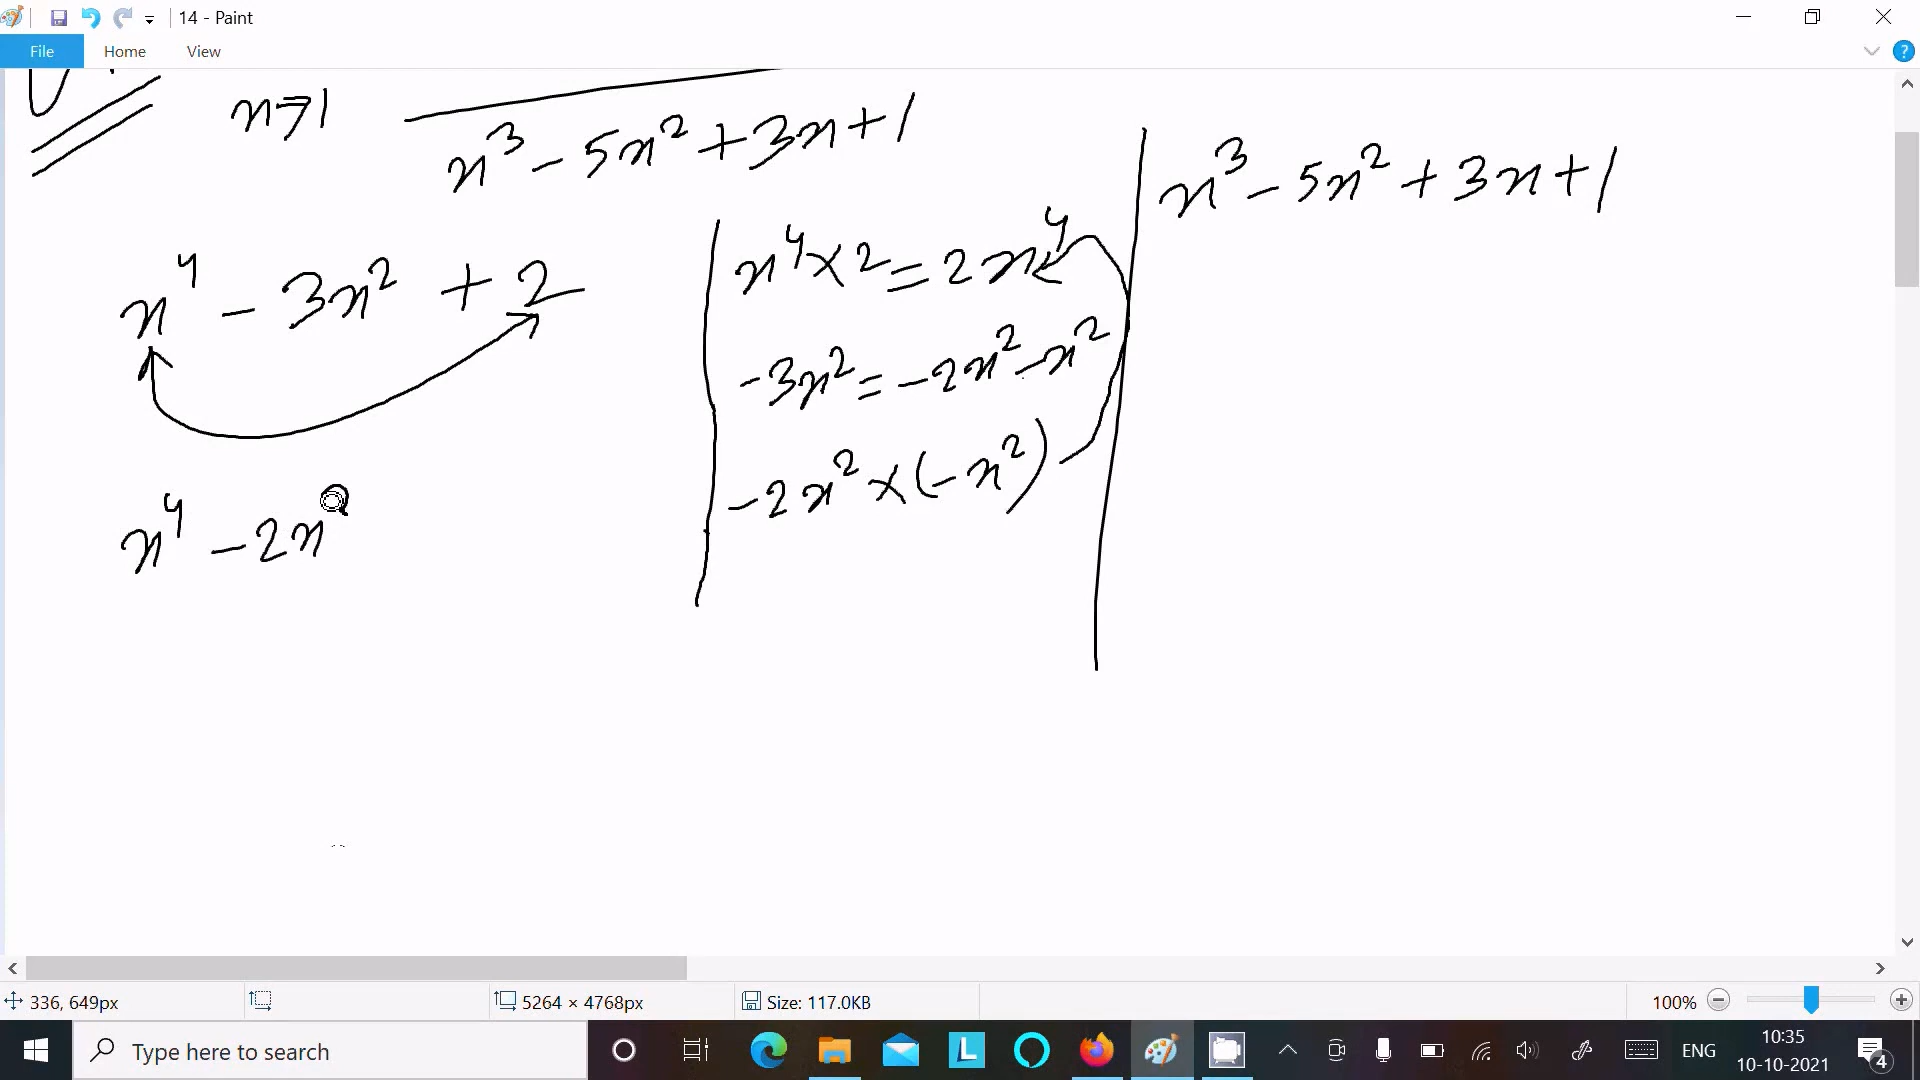 14 - Paint
File Home View
x→1
x³ - 5x² + 3x + 1
x⁴ - 3x² + 2
x⁴ - 2x²
x⁴ × 2 = 2x⁴
-3x² = -2x² - x²
-2x² × (-x²)
x³ - 5x² + 3x + 1
336, 649px
5264 × 4768px
Size: 117.0KB
100%
Type here to search
L
ENG
10:35
10-10-2021
4